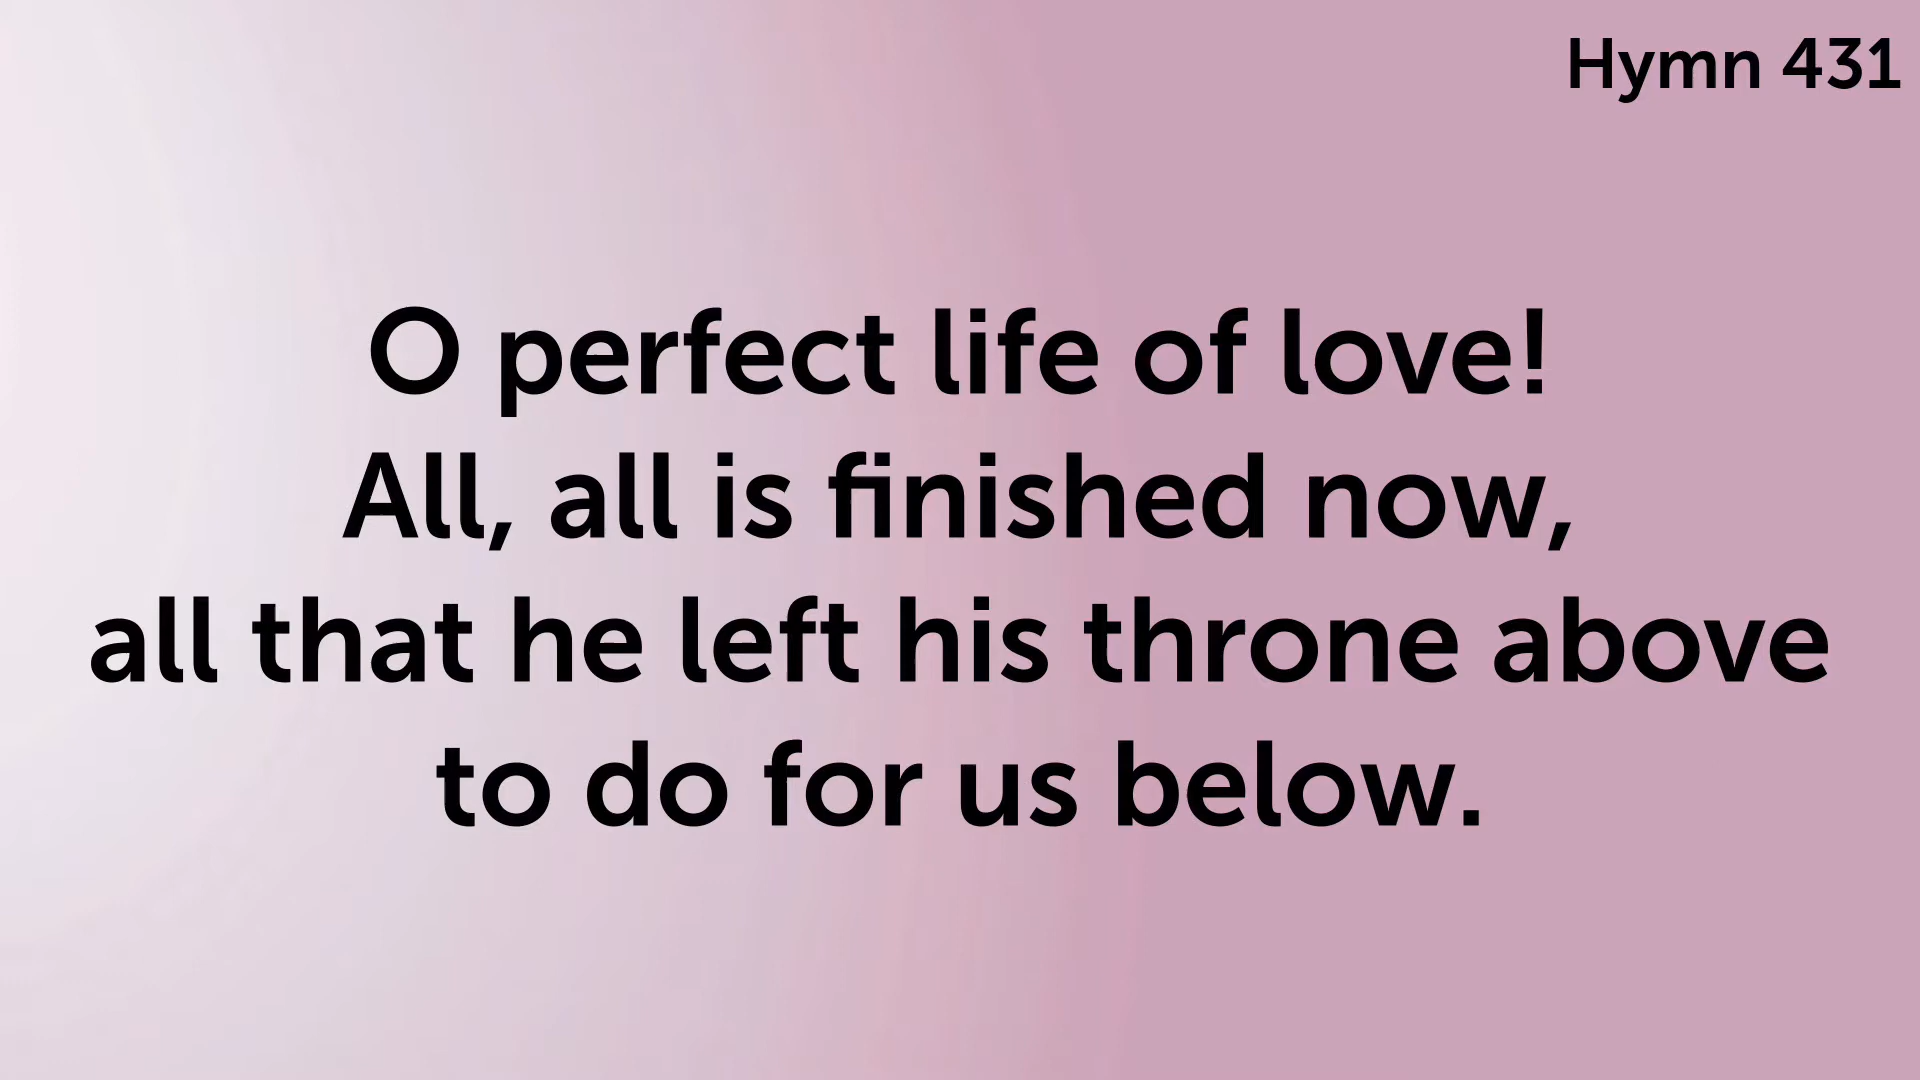 Hymn 431
O perfect life of love!
All, all is finished now,
all that he left his throne above
to do for us below.